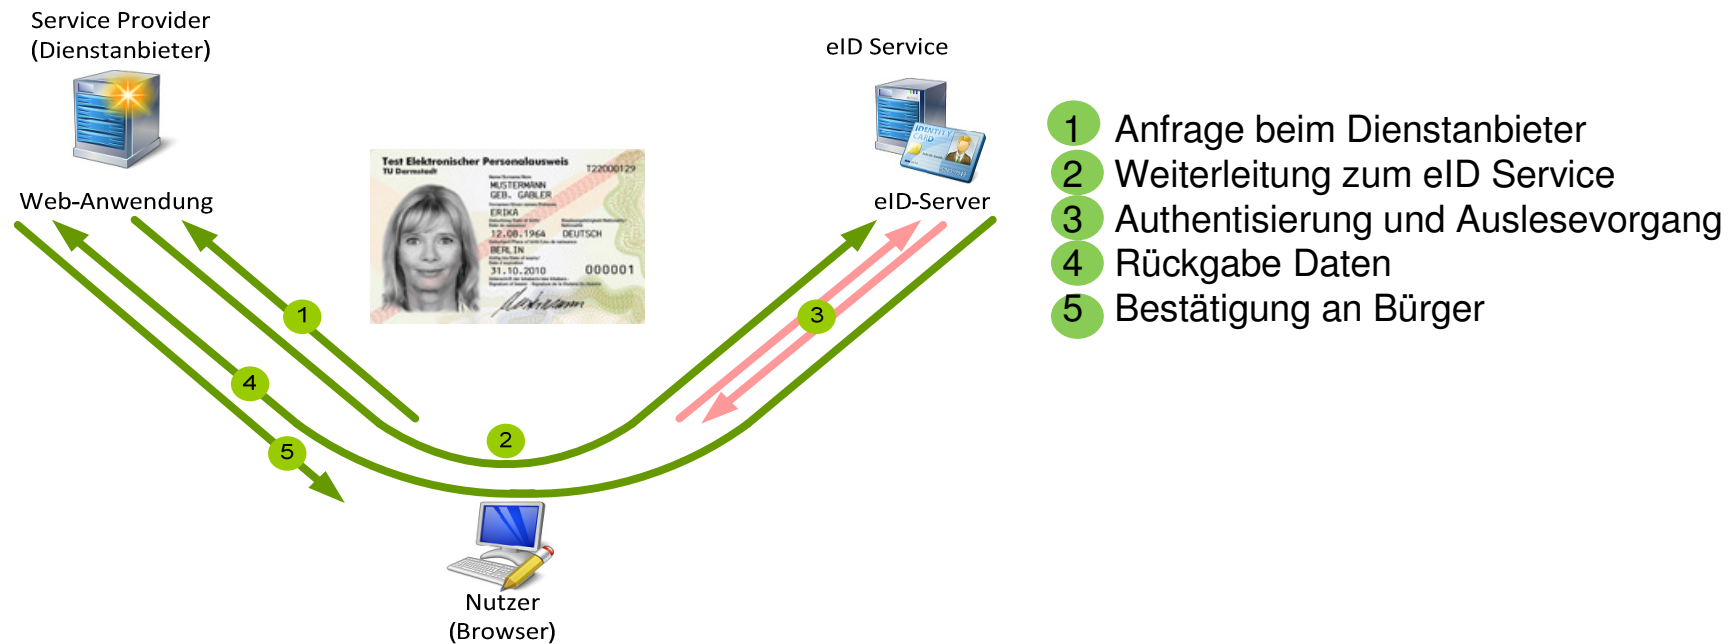 Service Provider
(Dienstanbieter)
Web-Anwendung
eID Service
IDENTITY
CARD
eID-Server
Test Elektronischer Personalausweis
TU Darmstadt
T22000129
MUSTERMANN
GEB. GABLER
ERIKA
12.08.1964 DEUTSCH
BERLIN
31.10.2010 000001
1
2
3
4
5
Nutzer
(Browser)
1 Anfrage beim Dienstanbieter
2 Weiterleitung zum eID Service
3 Authentisierung und Auslesevorgang
4 Rückgabe Daten
5 Bestätigung an Bürger